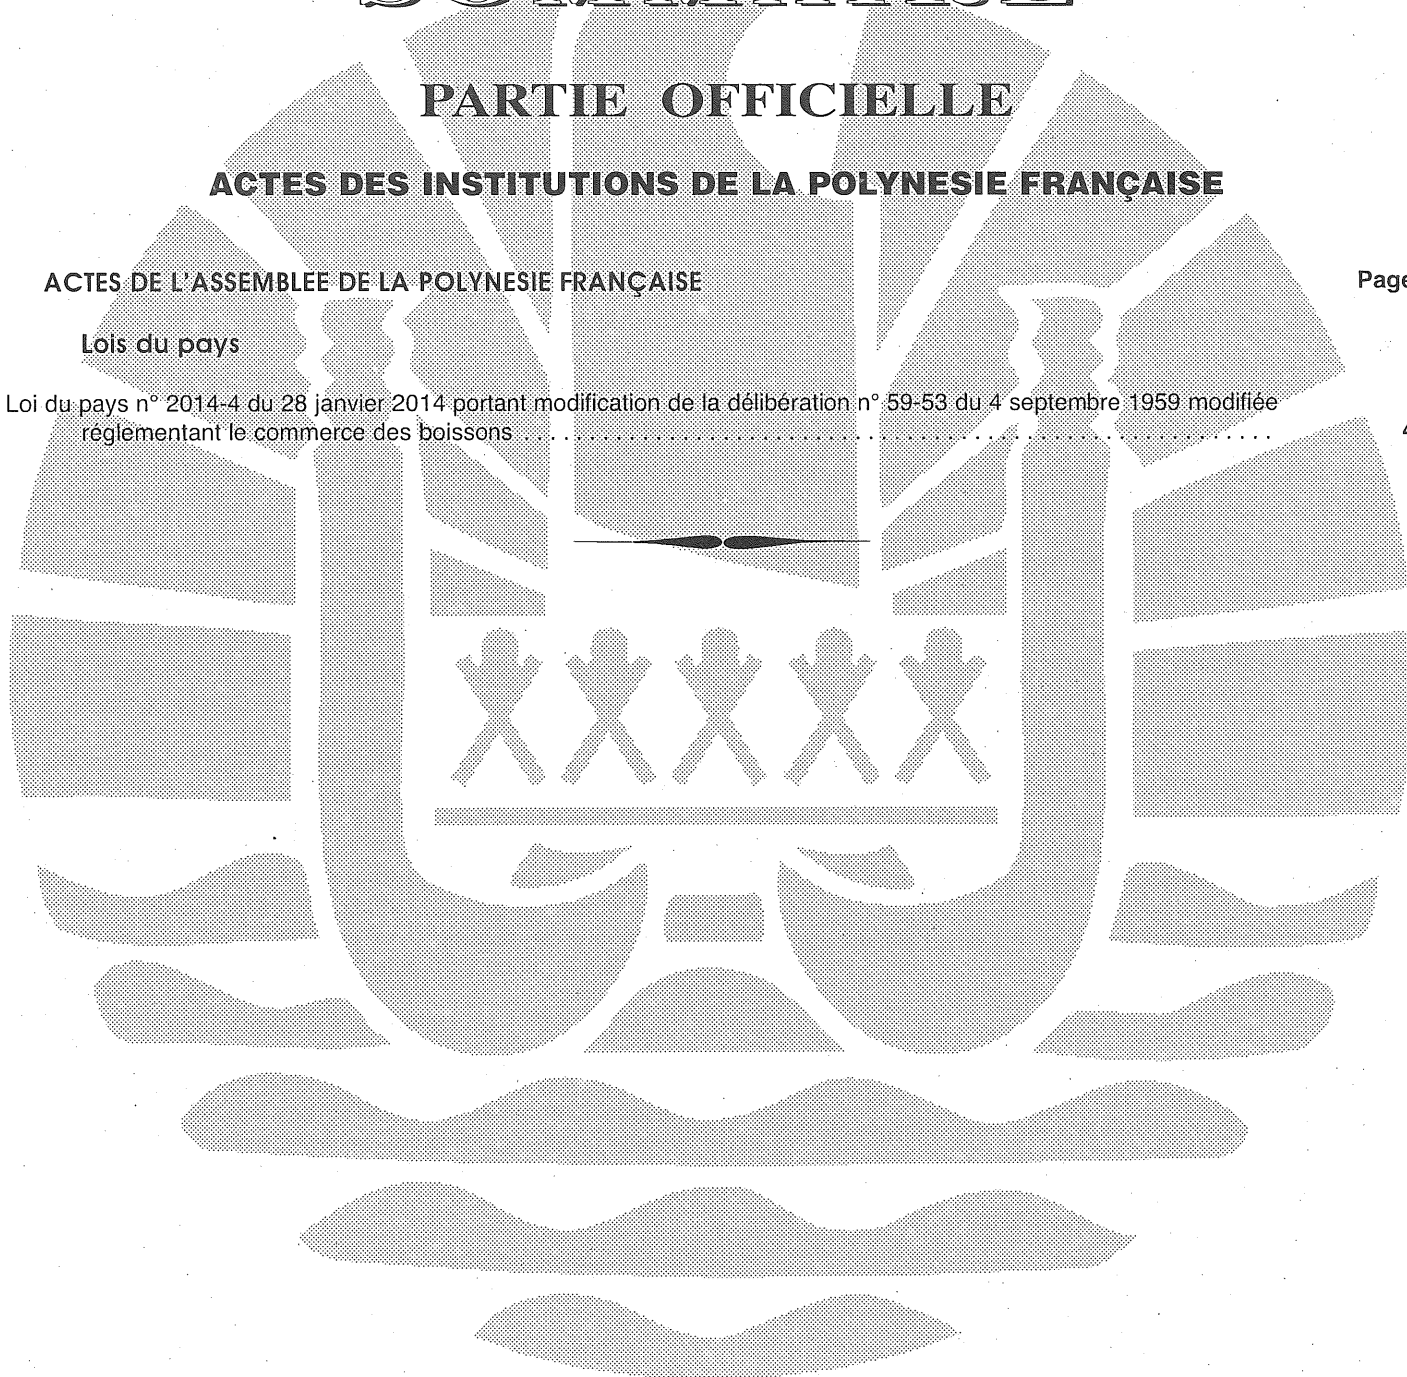 PARTIE OFFICIELLE
ACTES DES INSTITUTIONS DE LA POLYNESIE FRANÇAISE
ACTES DE L'ASSEMBLEE DE LA POLYNESIE FRANÇAISE Page
Lois du pays
Loi du pays n° 2014-4 du 28 janvier 2014 portant modification de la délibération n° 59-53 du 4 septembre 1959 modifiée
réglementant le commerce des boissons ........................................................